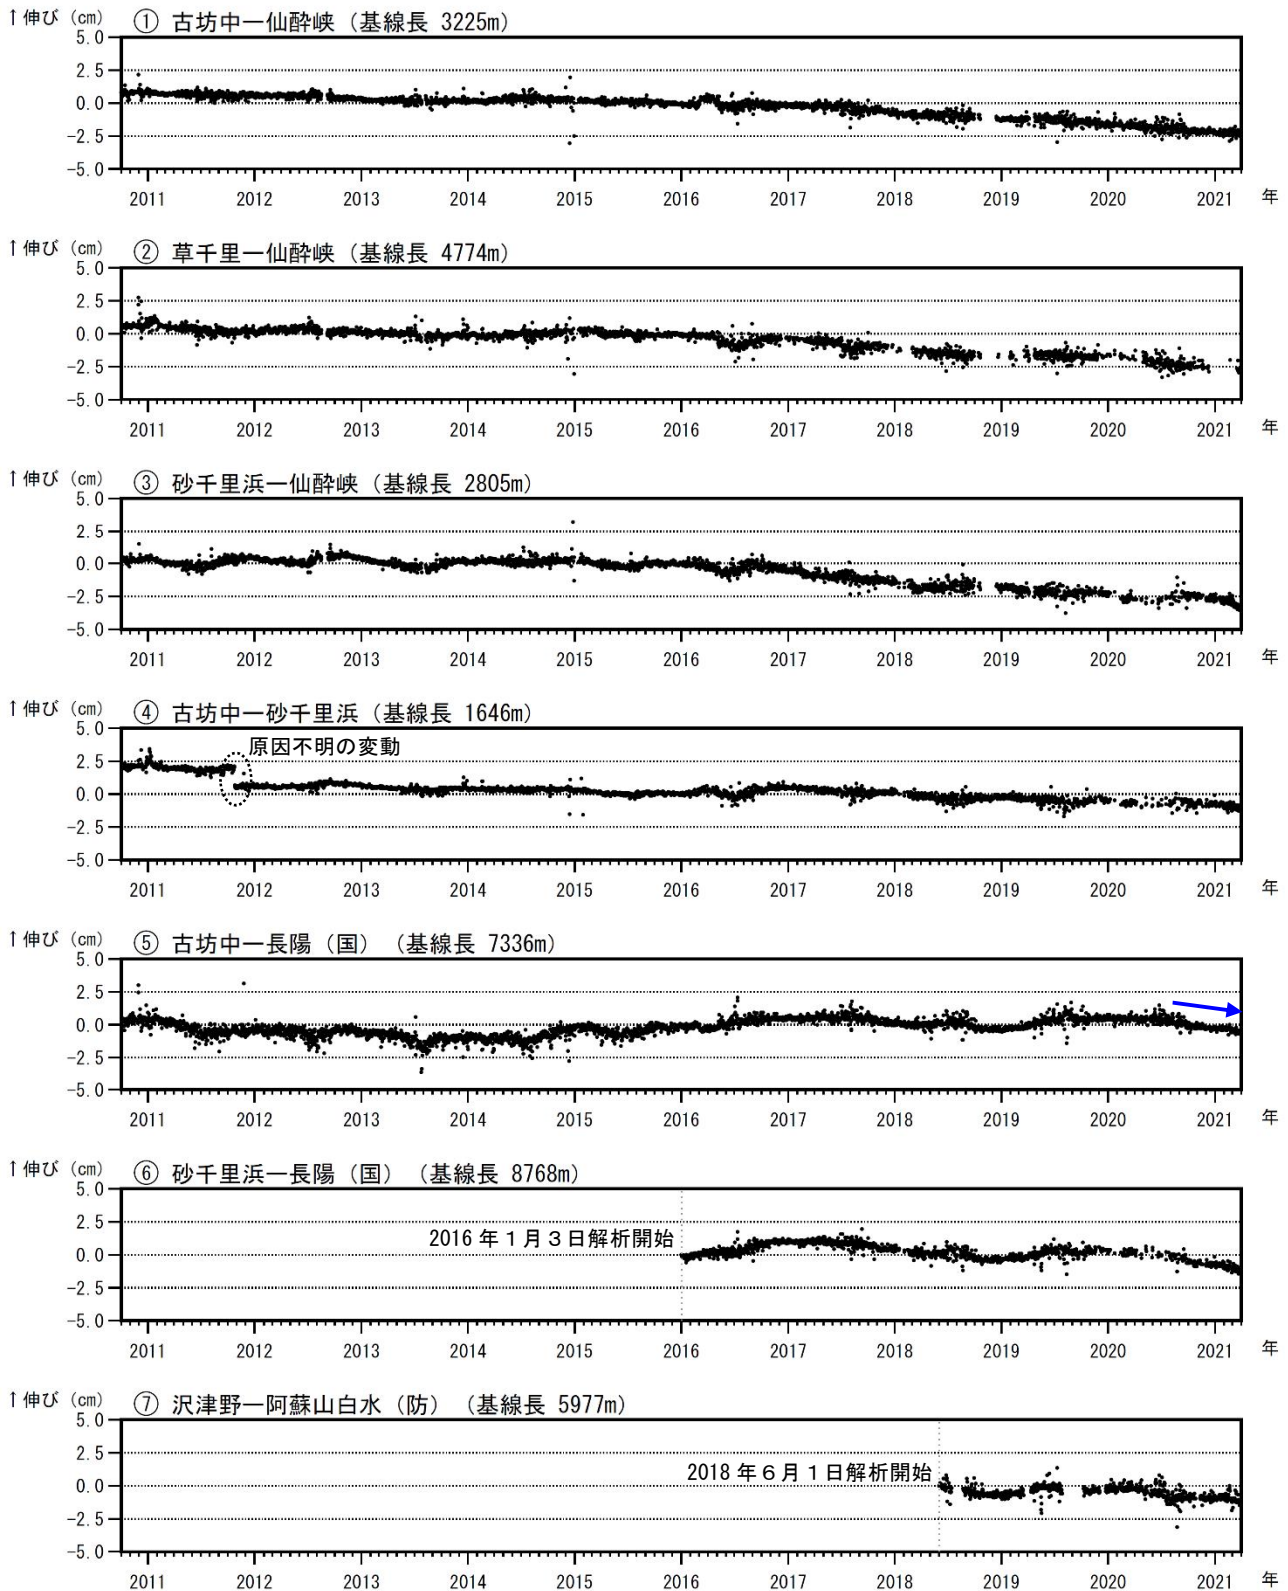 ↑伸び (cm) ① 古坊中ー仙酔峡 (基線長 3225m)
5.0
2.5
0.0
-2.5
-5.0
2011 2012 2013 2014 2015 2016 2017 2018 2019 2020 2021 年
↑伸び (cm) ② 草千里ー仙酔峡 (基線長 4774m)
5.0
2.5
0.0
-2.5
-5.0
2011 2012 2013 2014 2015 2016 2017 2018 2019 2020 2021 年
↑伸び (cm) ③ 砂千里浜ー仙酔峡 (基線長 2805m)
5.0
2.5
0.0
-2.5
-5.0
2011 2012 2013 2014 2015 2016 2017 2018 2019 2020 2021 年
↑伸び (cm) ④ 古坊中ー砂千里浜 (基線長 1646m)
5.0
原因不明の変動
2.5
0.0
-2.5
-5.0
2011 2012 2013 2014 2015 2016 2017 2018 2019 2020 2021 年
↑伸び (cm) ⑤ 古坊中ー長陽（国） (基線長 7336m)
5.0
2.5
0.0
-2.5
-5.0
2011 2012 2013 2014 2015 2016 2017 2018 2019 2020 2021 年
↑伸び (cm) ⑥ 砂千里浜ー長陽（国） (基線長 8768m)
5.0
2.5
2016 年１月３日解析開始
0.0
-2.5
-5.0
2011 2012 2013 2014 2015 2016 2017 2018 2019 2020 2021 年
↑伸び (cm) ⑦ 沢津野ー阿蘇山白水（防） (基線長 5977m)
5.0
2.5
2018 年６月１日解析開始
0.0
-2.5
-5.0
2011 2012 2013 2014 2015 2016 2017 2018 2019 2020 2021 年